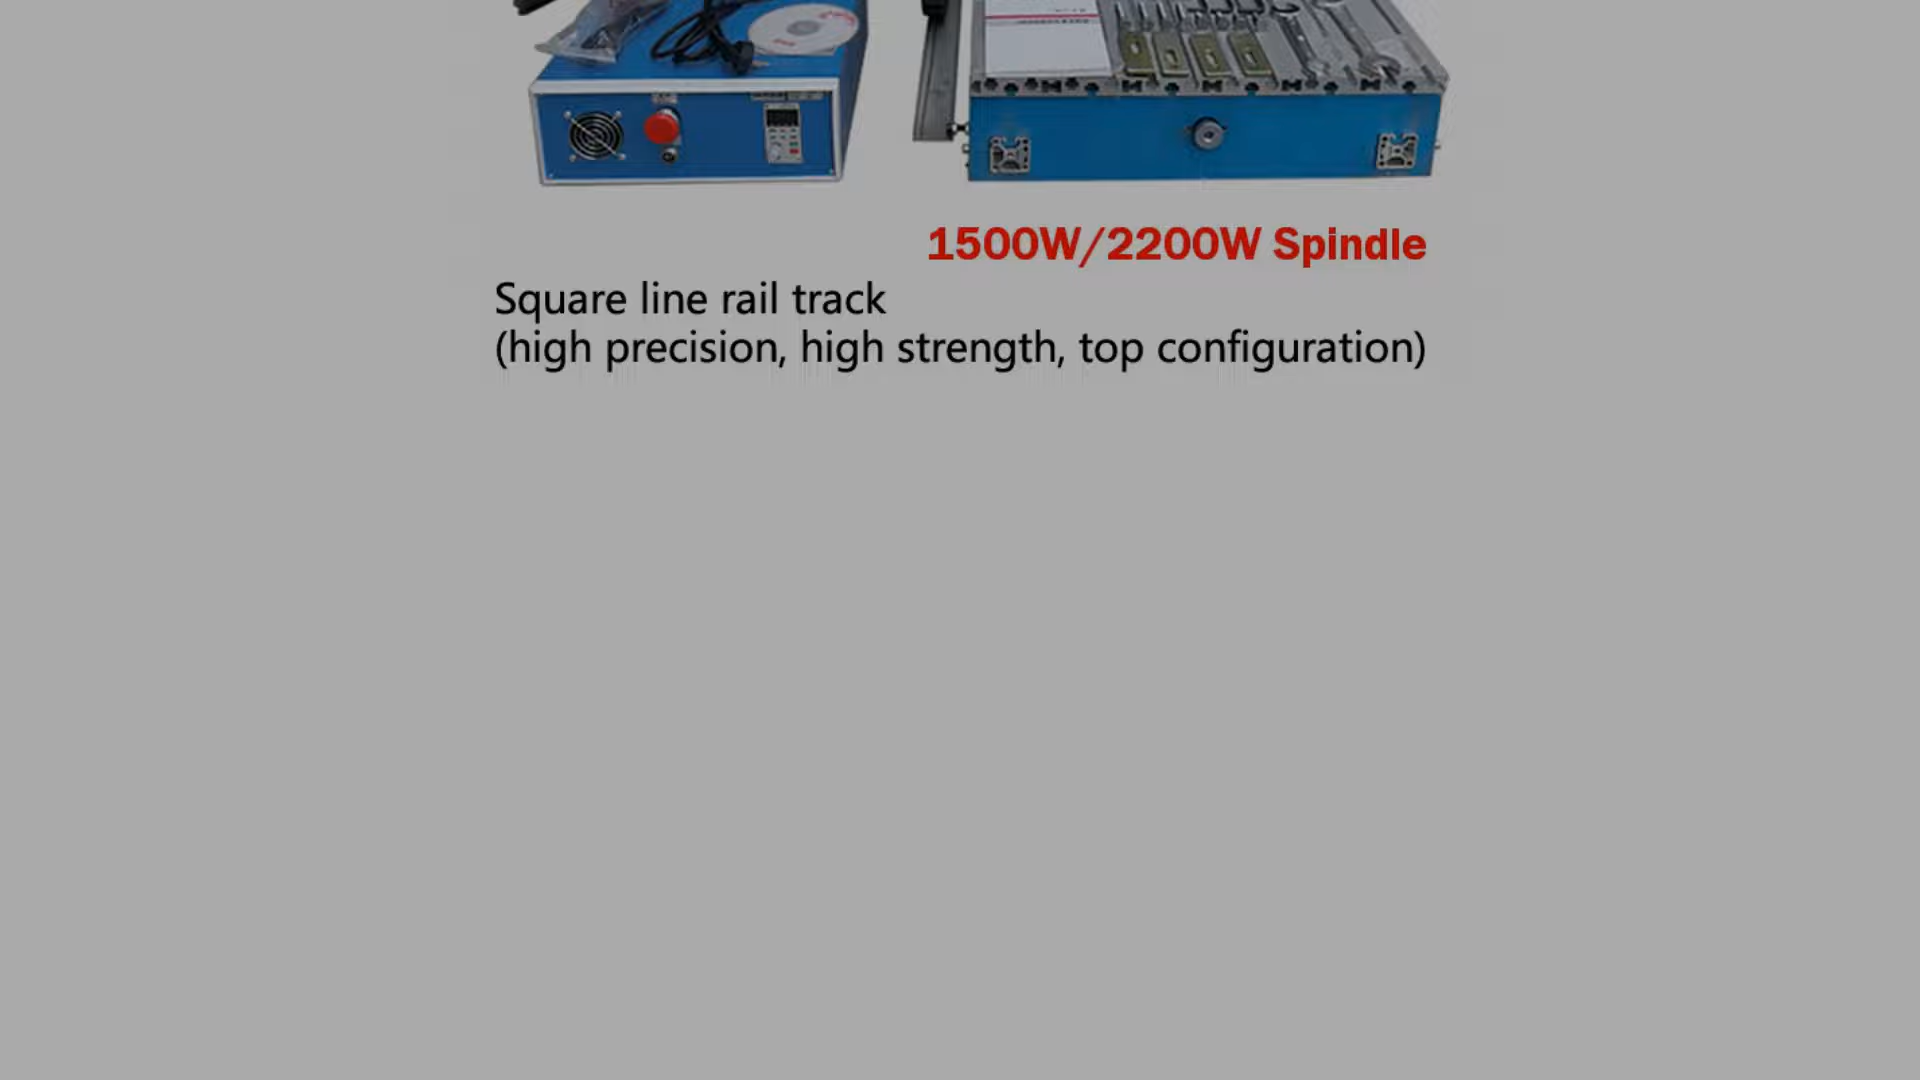 1500W/2200W Spindle
Square line rail track
(high precision, high strength, top configuration)